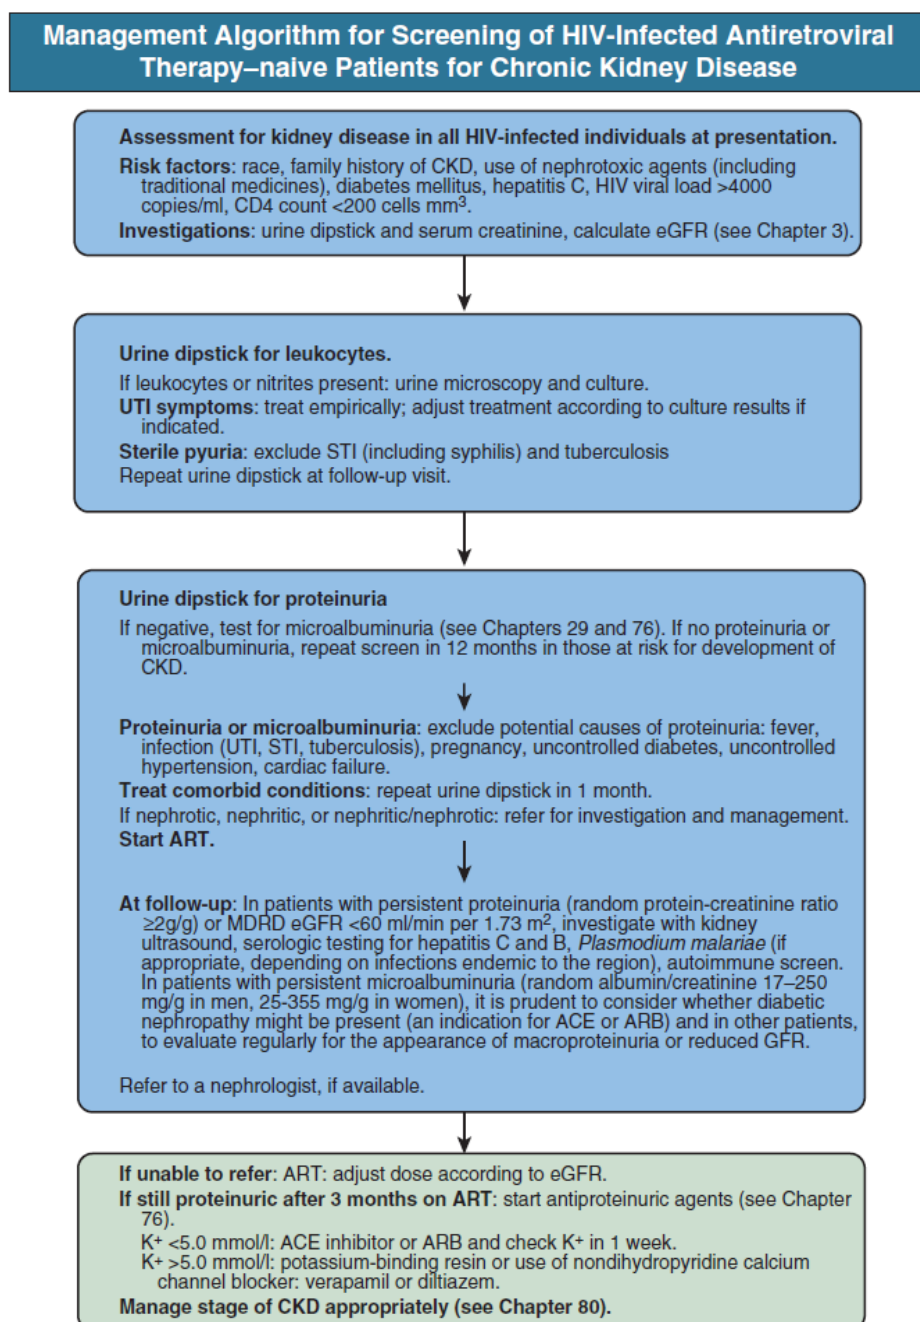 Management Algorithm for Screening of HIV-Infected Antiretroviral
Therapy–naive Patients for Chronic Kidney Disease
Assessment for kidney disease in all HIV-infected individuals at presentation.
Risk factors: race, family history of CKD, use of nephrotoxic agents (including
traditional medicines), diabetes mellitus, hepatitis C, HIV viral load >4000
copies/ml, CD4 count <200 cells mm³.
Investigations: urine dipstick and serum creatinine, calculate eGFR (see Chapter 3).
Urine dipstick for leukocytes.
If leukocytes or nitrites present: urine microscopy and culture.
UTI symptoms: treat empirically; adjust treatment according to culture results if
indicated.
Sterile pyuria: exclude STI (including syphilis) and tuberculosis
Repeat urine dipstick at follow-up visit.
Urine dipstick for proteinuria
If negative, test for microalbuminuria (see Chapters 29 and 76). If no proteinuria or
microalbuminuria, repeat screen in 12 months in those at risk for development of
CKD.
Proteinuria or microalbuminuria: exclude potential causes of proteinuria: fever,
infection (UTI, STI, tuberculosis), pregnancy, uncontrolled diabetes, uncontrolled
hypertension, cardiac failure.
Treat comorbid conditions: repeat urine dipstick in 1 month.
If nephrotic, nephritic, or nephritic/nephrotic: refer for investigation and management.
Start ART.
At follow-up: In patients with persistent proteinuria (random protein-creatinine ratio
≥2g/g) or MDRD eGFR <60 ml/min per 1.73 m², investigate with kidney
ultrasound, serologic testing for hepatitis C and B, Plasmodium malariae (if
appropriate, depending on infections endemic to the region), autoimmune screen.
In patients with persistent microalbuminuria (random albumin/creatinine 17–250
mg/g in men, 25-355 mg/g in women), it is prudent to consider whether diabetic
nephropathy might be present (an indication for ACE or ARB) and in other patients,
to evaluate regularly for the appearance of macroproteinuria or reduced GFR.
Refer to a nephrologist, if available.
If unable to refer: ART: adjust dose according to eGFR.
If still proteinuric after 3 months on ART: start antiproteinuric agents (see Chapter
76).
K⁺ <5.0 mmol/l: ACE inhibitor or ARB and check K⁺ in 1 week.
K⁺ >5.0 mmol/l: potassium-binding resin or use of nondihydropyridine calcium
channel blocker: verapamil or diltiazem.
Manage stage of CKD appropriately (see Chapter 80).